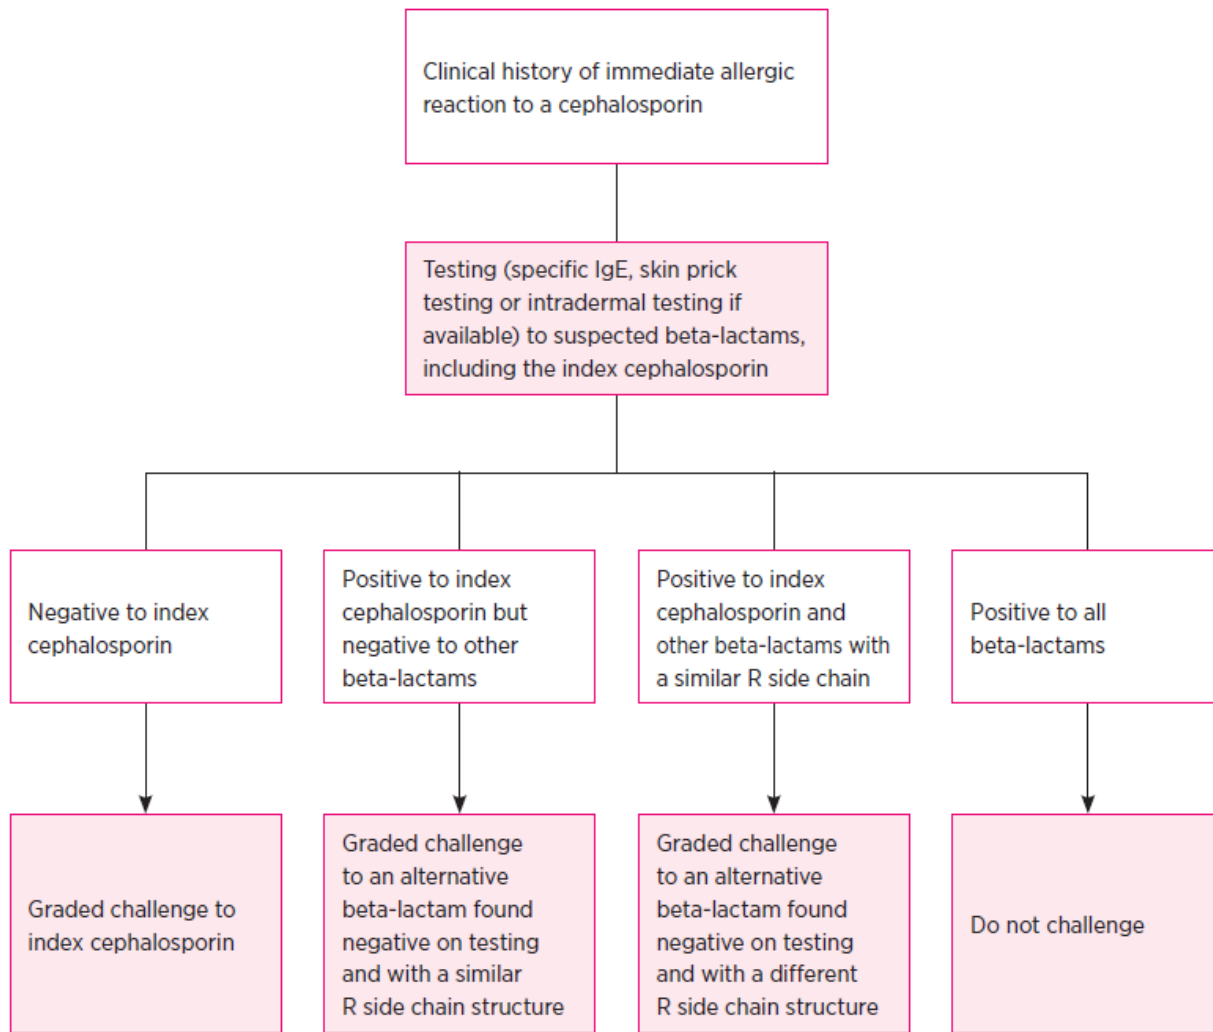 Clinical history of immediate allergic
reaction to a cephalosporin
Testing (specific IgE, skin prick
testing or intradermal testing if
available) to suspected beta-lactams,
including the index cephalosporin
Negative to index
cephalosporin
Positive to index
cephalosporin but
negative to other
beta-lactams
Positive to index
cephalosporin and
other beta-lactams with
a similar R side chain
Positive to all
beta-lactams
Graded challenge to
index cephalosporin
Graded challenge
to an alternative
beta-lactam found
negative on testing
and with a similar
R side chain structure
Graded challenge
to an alternative
beta-lactam found
negative on testing
and with a different
R side chain structure
Do not challenge